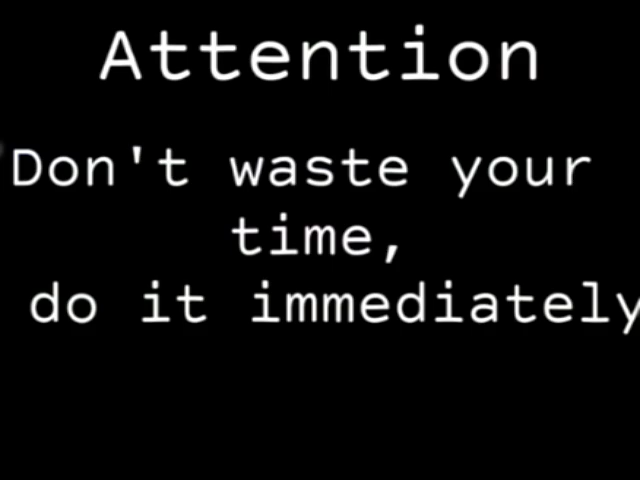 Attention
Don't waste your
time,
do it immediately